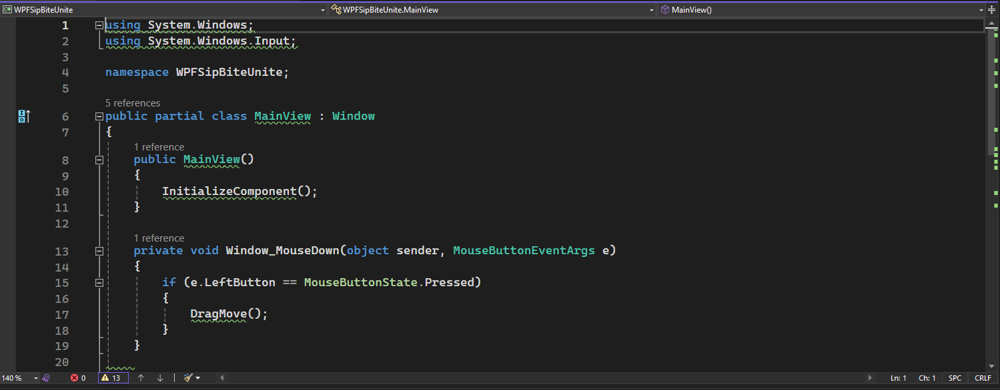 C# WPFSipBiteUnite WPFSipBiteUnite.MainView MainView()
1 using System.Windows;
2 using System.Windows.Input;
3
4 namespace WPFSipBiteUnite;
5
5 references
6 public partial class MainView : Window
7 {
1 reference
8 public MainView()
9 {
10 InitializeComponent();
11 }
12
1 reference
13 private void Window_MouseDown(object sender, MouseButtonEventArgs e)
14 {
15 if (e.LeftButton == MouseButtonState.Pressed)
16 {
17 DragMove();
18 }
19 }
20
140 % 0 13 Ln: 1 Ch: 1 SPC CRLF